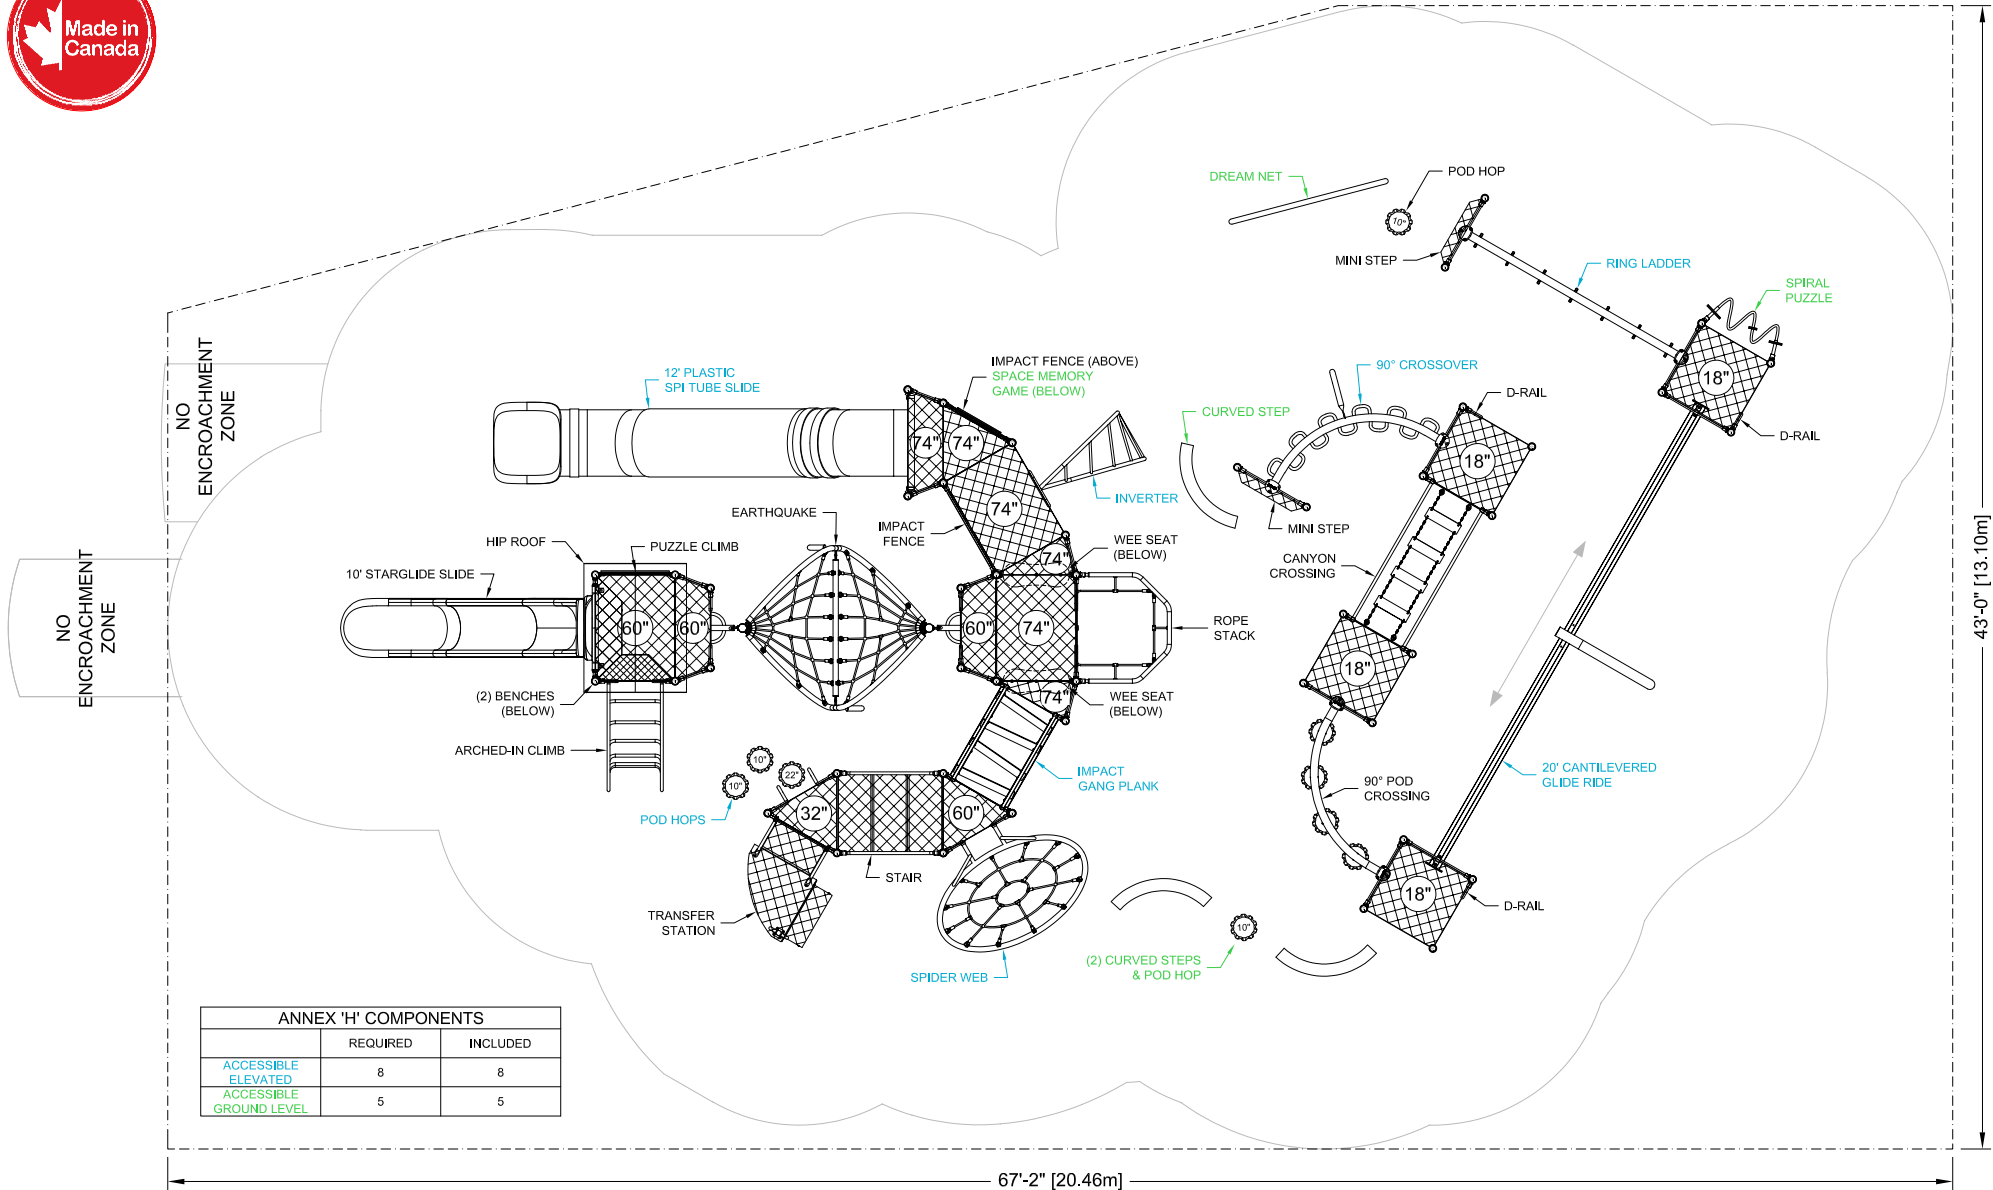 Made in
Canada
DREAM NET
POD HOP
10"
MINI STEP
RING LADDER
SPIRAL
PUZZLE
18"
D-RAIL
NO
ENCROACHMENT
ZONE
12' PLASTIC
SPI TUBE SLIDE
IMPACT FENCE (ABOVE)
SPACE MEMORY
GAME (BELOW)
90° CROSSOVER
D-RAIL
CURVED STEP
74"
74"
18"
INVERTER
74"
MINI STEP
EARTHQUAKE
IMPACT
FENCE
HIP ROOF
PUZZLE CLIMB
WEE SEAT
(BELOW)
74"
CANYON
CROSSING
10' STARGLIDE SLIDE
NO
ENCROACHMENT
ZONE
60"
60"
60"
74"
ROPE
STACK
18"
(2) BENCHES
(BELOW)
74"
WEE SEAT
(BELOW)
ARCHED-IN CLIMB
10"
22"
10"
IMPACT
GANG PLANK
20' CANTILEVERED
GLIDE RIDE
90° POD
CROSSING
POD HOPS
32"
60"
STAIR
18"
D-RAIL
TRANSFER
STATION
10"
SPIDER WEB
(2) CURVED STEPS
& POD HOP
43'-0" [13.10m]
ANNEX 'H' COMPONENTS
REQUIRED INCLUDED
ACCESSIBLE
ELEVATED 8 8
ACCESSIBLE
GROUND LEVEL 5 5
67'-2" [20.46m]